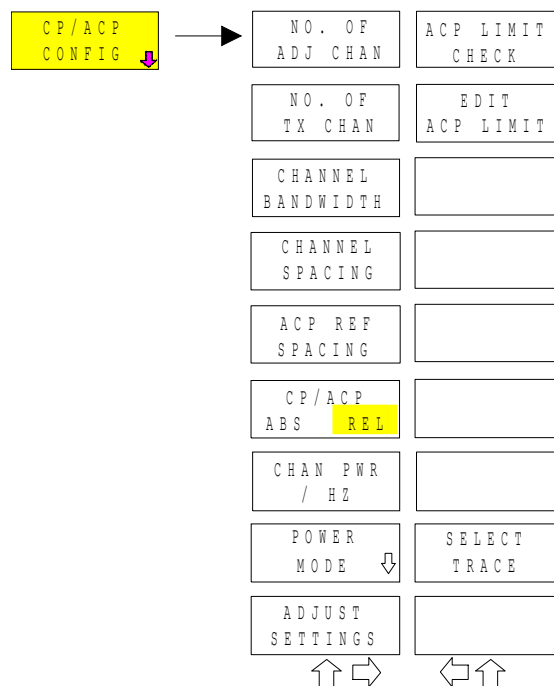 CP/ACP
CONFIG
NO. OF
ADJ CHAN
NO. OF
TX CHAN
CHANNEL
BANDWIDTH
CHANNEL
SPACING
ACP REF
SPACING
CP/ACP
ABS REL
CHAN PWR
/ HZ
POWER
MODE
ADJUST
SETTINGS
ACP LIMIT
CHECK
EDIT
ACP LIMIT
SELECT
TRACE